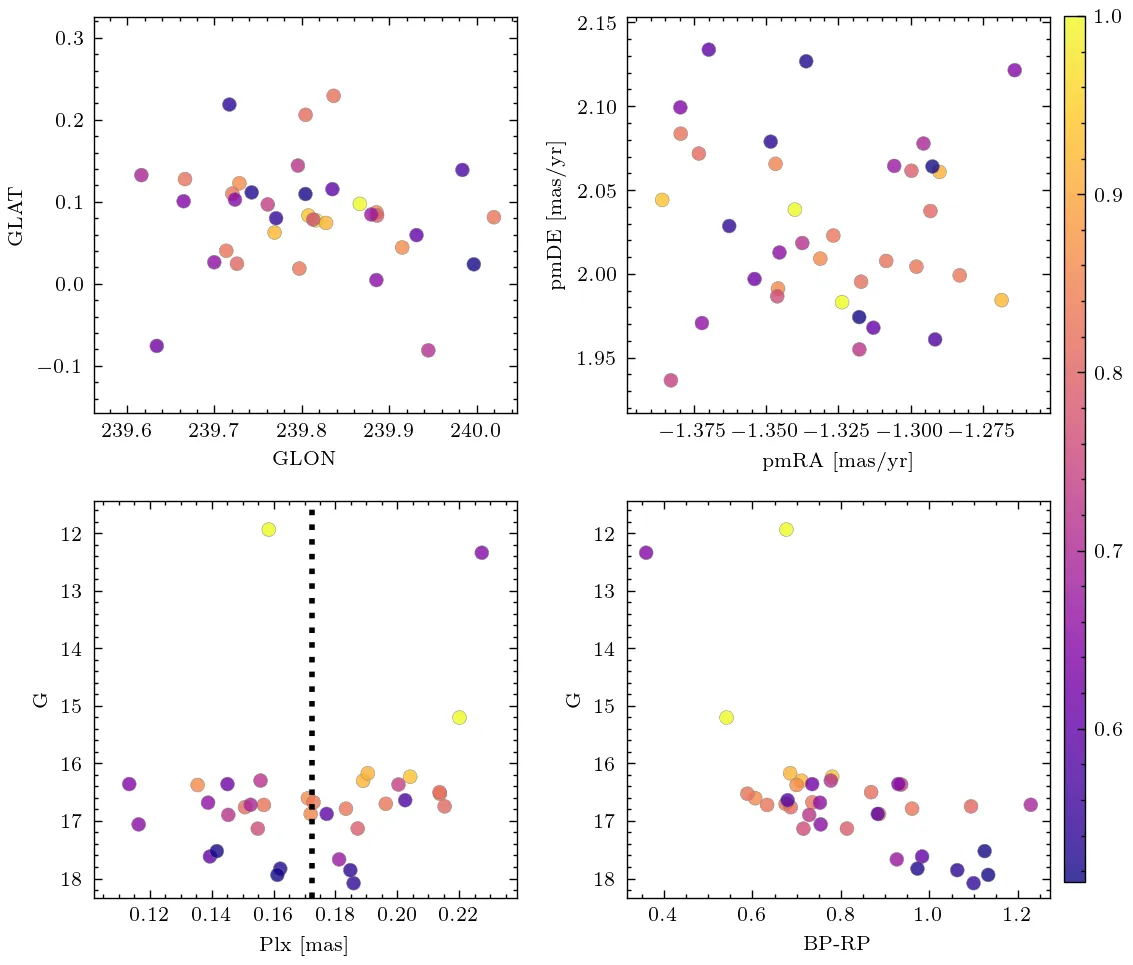 0.3
0.2
0.1
0.0
−0.1
GLAT
239.6 239.7 239.8 239.9 240.0
GLON
2.15
2.10
2.05
2.00
1.95
pmDE [mas/yr]
−1.375 −1.350 −1.325 −1.300 −1.275
pmRA [mas/yr]
12
13
14
15
16
17
18
G
0.12 0.14 0.16 0.18 0.20 0.22
Plx [mas]
12
13
14
15
16
17
18
G
0.4 0.6 0.8 1.0 1.2
BP-RP
1.0
0.9
0.8
0.7
0.6